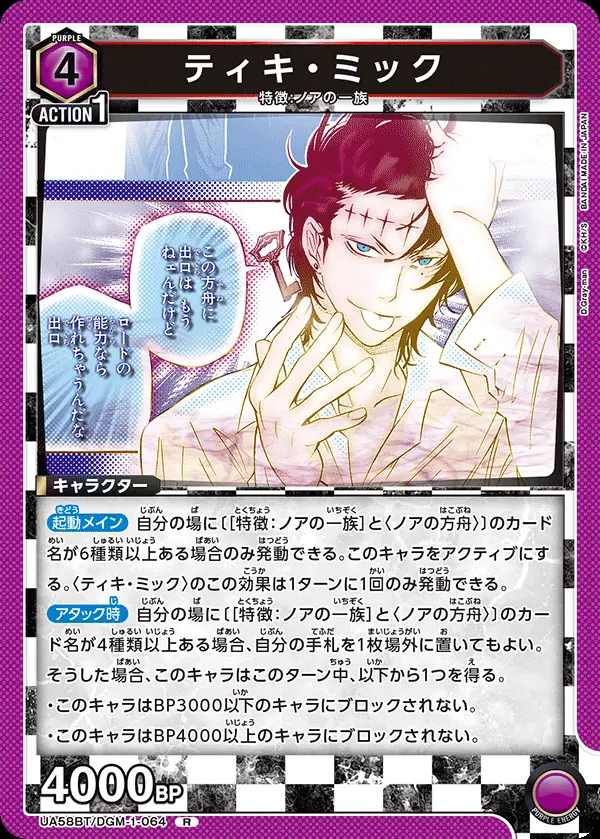 PURPLE
4
ACTION 1
ティキ・ミック
特徴:ノアの一族
この方舟に
出口はもう
ねェんだけど
ロードの
能力なら
作れちゃうんだな
出口
D.Gray-man ©KH/S BANDAI MADE IN JAPAN
キャラクター
起動メイン 自分の場に〔[特徴:ノアの一族]と〈ノアの方舟〉〕のカード
名が6種類以上ある場合のみ発動できる。このキャラをアクティブにす
る。〈ティキ・ミック〉のこの効果は1ターンに1回のみ発動できる。
アタック時 自分の場に〔[特徴:ノアの一族]と〈ノアの方舟〉〕のカー
ド名が4種類以上ある場合、自分の手札を1枚場外に置いてもよい。
そうした場合、このキャラはこのターン中、以下から1つを得る。
・このキャラはBP3000以下のキャラにブロックされない。
・このキャラはBP4000以上のキャラにブロックされない。
4000BP
UA58BT/DGM-1-064 R
PURPLE ENERGY